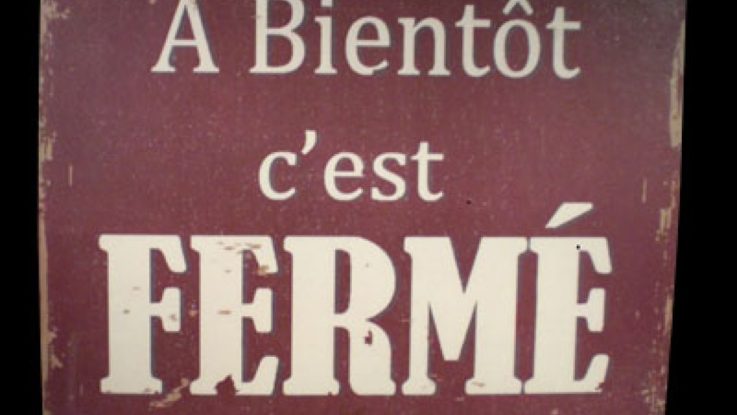 A Bientôt
c'est
FERMÉ